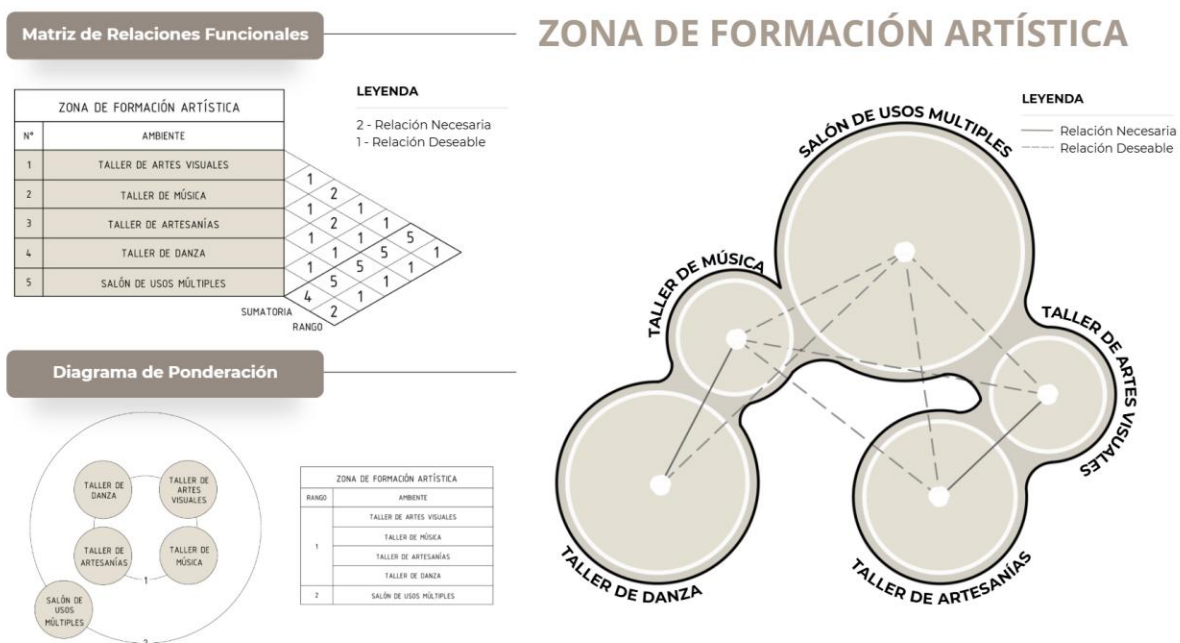 Matriz de Relaciones Funcionales
ZONA DE FORMACIÓN ARTÍSTICA
Nº
AMBIENTE
1
TALLER DE ARTES VISUALES
2
TALLER DE MÚSICA
3
TALLER DE ARTESANÍAS
4
TALLER DE DANZA
5
SALÓN DE USOS MÚLTIPLES
1
2
1 1
2 1 5
1 1 5 1
1 5 1
1 5 1
5 1
4 1
2
SUMATORIA
RANGO
LEYENDA
2 - Relación Necesaria
1 - Relación Deseable
Diagrama de Ponderación
TALLER DE
DANZA
TALLER DE
ARTES
VISUALES
TALLER DE
ARTESANÍAS
TALLER DE
MÚSICA
1
SALÓN DE
USOS
MÚLTIPLES
2
ZONA DE FORMACIÓN ARTÍSTICA
RANGO
AMBIENTE
1
TALLER DE ARTES VISUALES
TALLER DE MÚSICA
TALLER DE ARTESANÍAS
TALLER DE DANZA
2
SALÓN DE USOS MÚLTIPLES
ZONA DE FORMACIÓN ARTÍSTICA
LEYENDA
Relación Necesaria
Relación Deseable
SALÓN DE USOS MULTIPLES
TALLER DE MÚSICA
TALLER DE ARTES VISUALES
TALLER DE DANZA
TALLER DE ARTESANÍAS